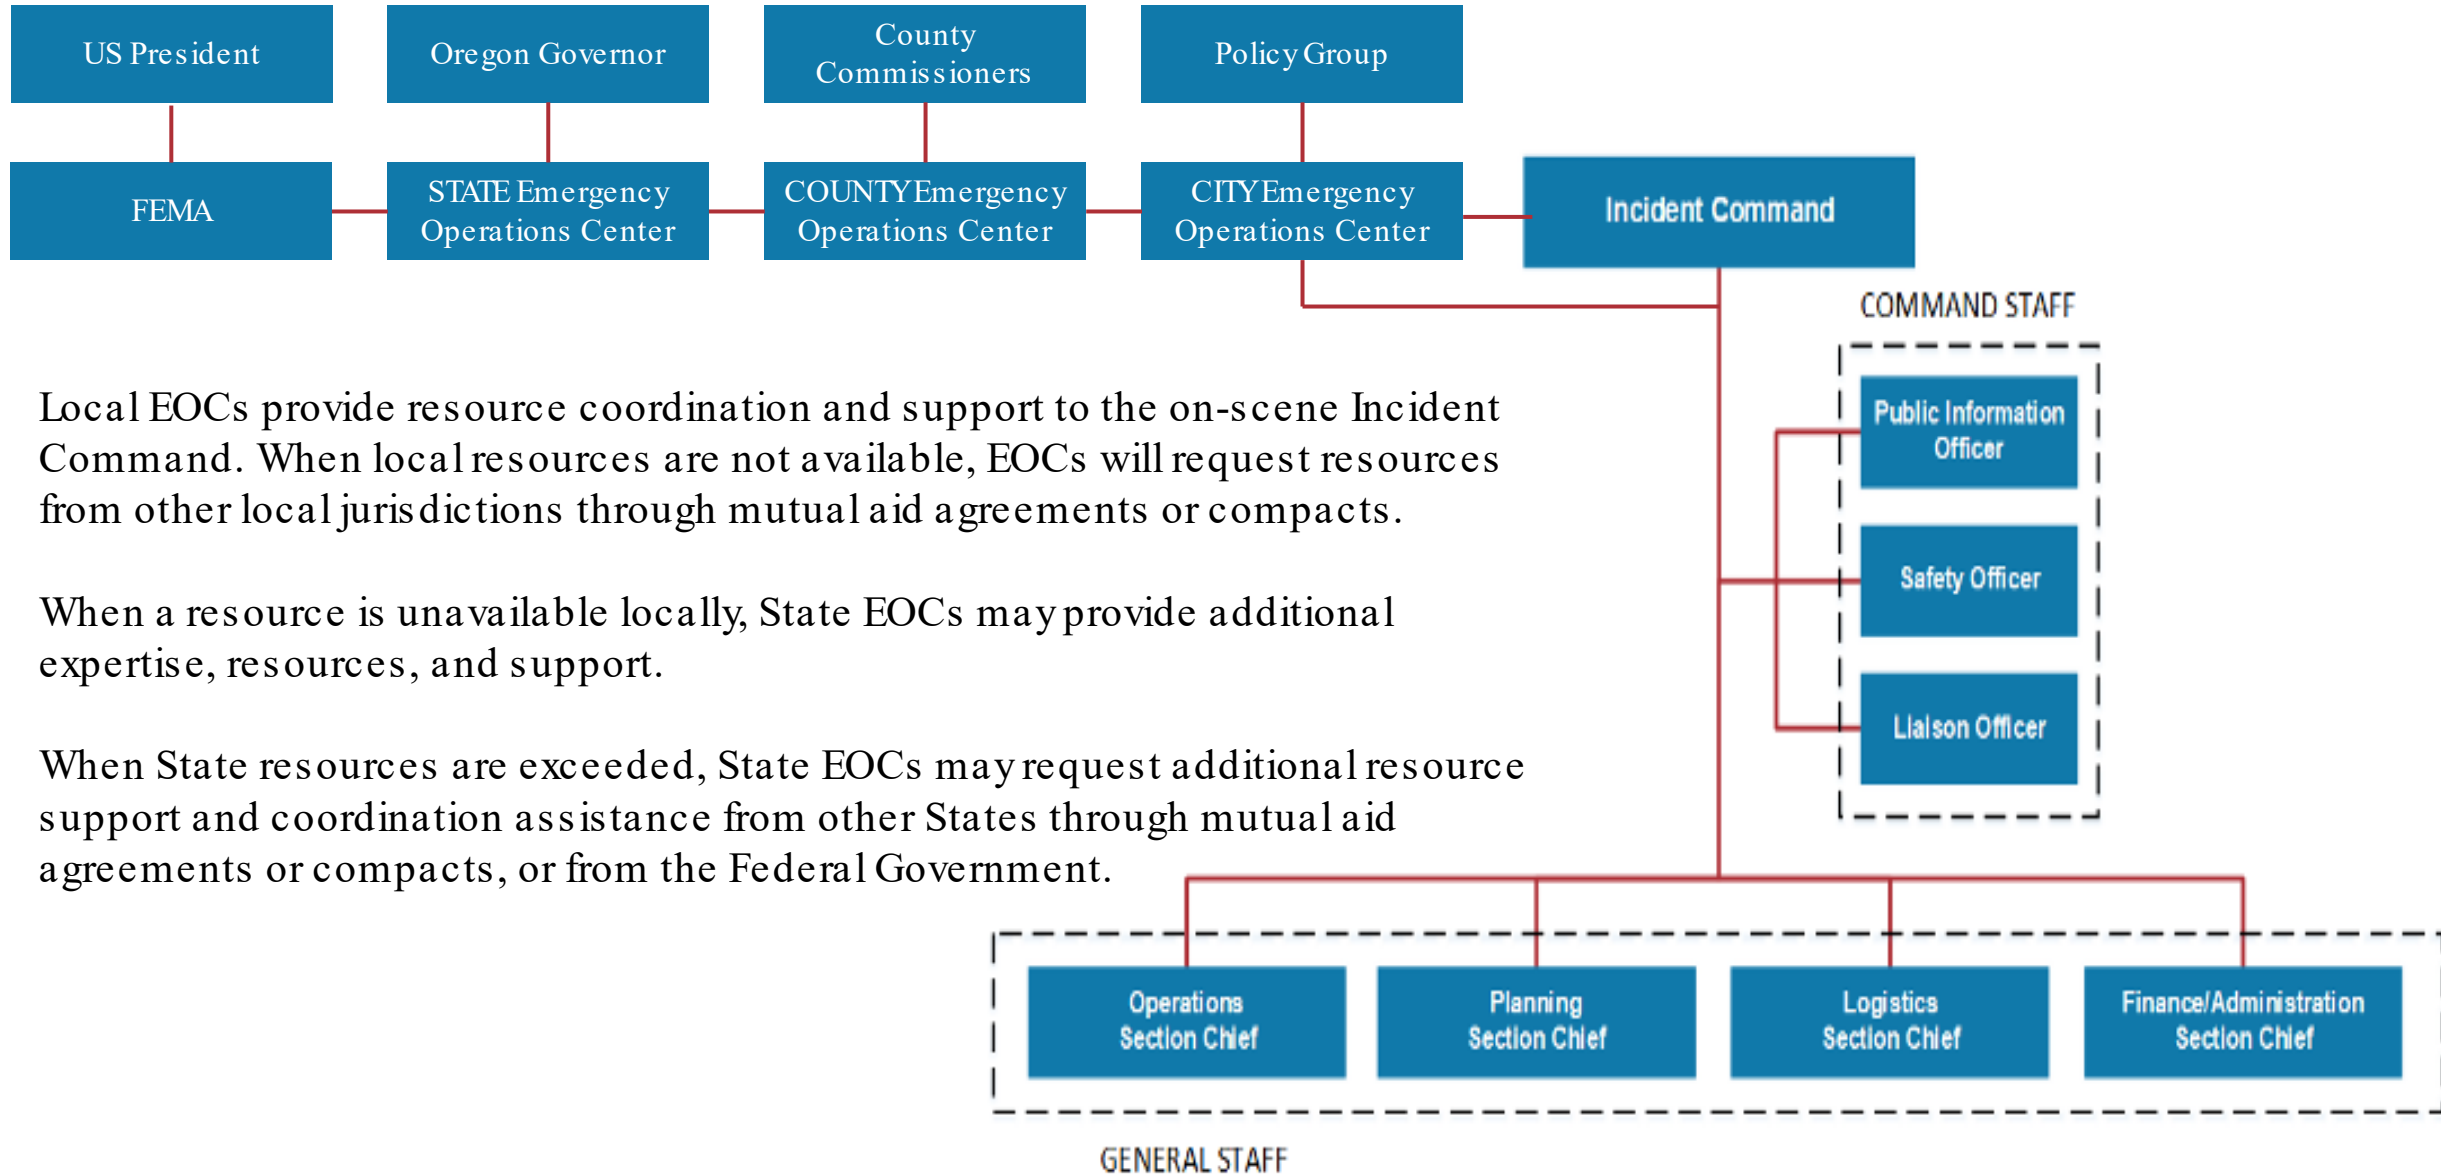 US President
Oregon Governor
County
Commissioners
Policy Group
FEMA
STATE Emergency
Operations Center
COUNTY Emergency
Operations Center
CITY Emergency
Operations Center
Incident Command
COMMAND STAFF
Public Information
Officer
Safety Officer
Liaison Officer
Local EOCs provide resource coordination and support to the on-scene Incident
Command. When local resources are not available, EOCs will request resources
from other local jurisdictions through mutual aid agreements or compacts.
When a resource is unavailable locally, State EOCs may provide additional
expertise, resources, and support.
When State resources are exceeded, State EOCs may request additional resource
support and coordination assistance from other States through mutual aid
agreements or compacts, or from the Federal Government.
Operations
Section Chief
Planning
Section Chief
Logistics
Section Chief
Finance/Administration
Section Chief
GENERAL STAFF